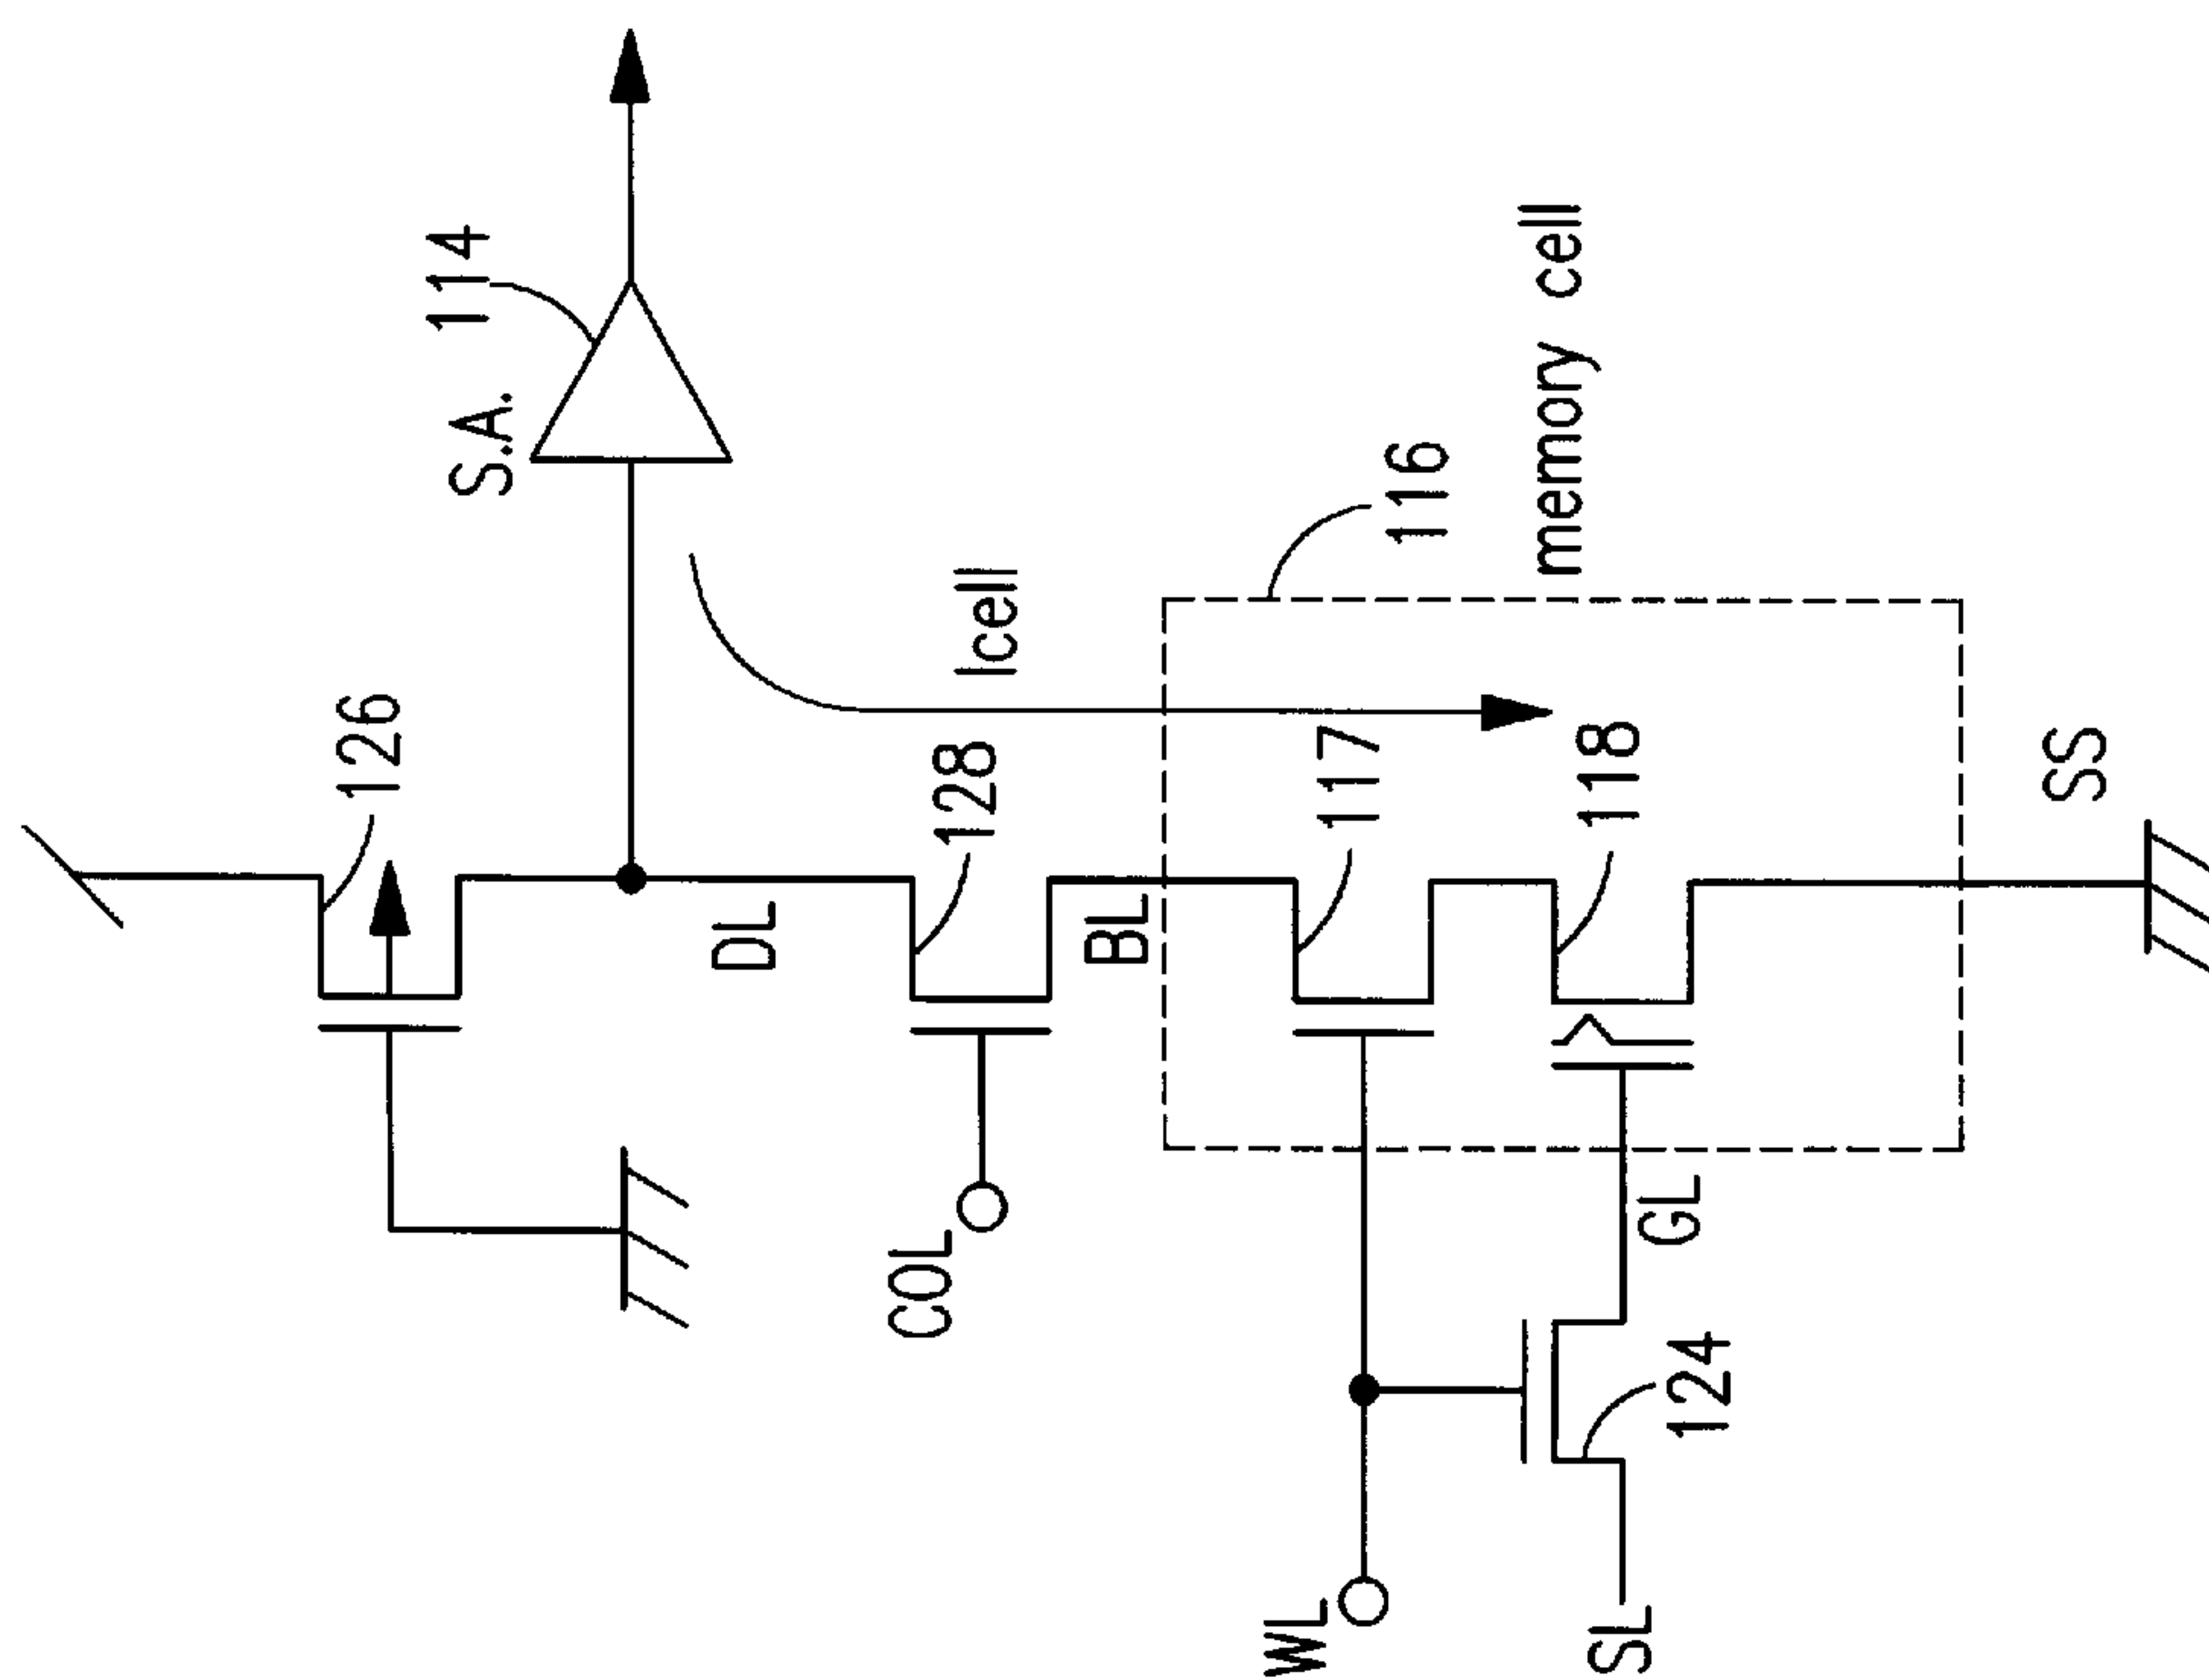 126
S.A.
114
DL
Icell
COL
128
BL
116
memory cell
WL
117
118
GL
SL
124
SS